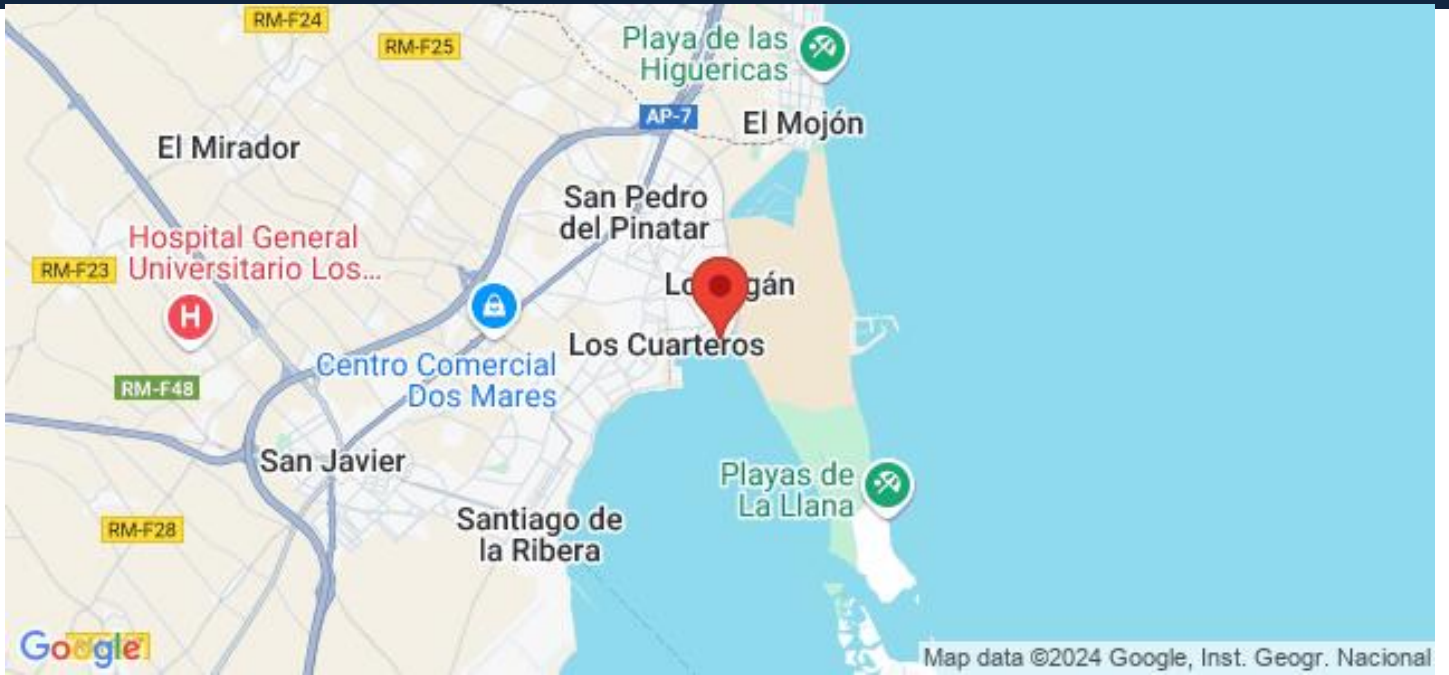 RM-F24
RM-F25
Playa de las
Higuericas
AP-7
El Mojón
El Mirador
San Pedro
del Pinatar
Hospital General
Universitario Los...
RM-F23
H
Los Cuarteros
Centro Comercial
Dos Mares
RM-F48
San Javier
Playas de
La Llana
RM-F28
Santiago de
la Ribera
Google
Map data ©2024 Google, Inst. Geogr. Nacional